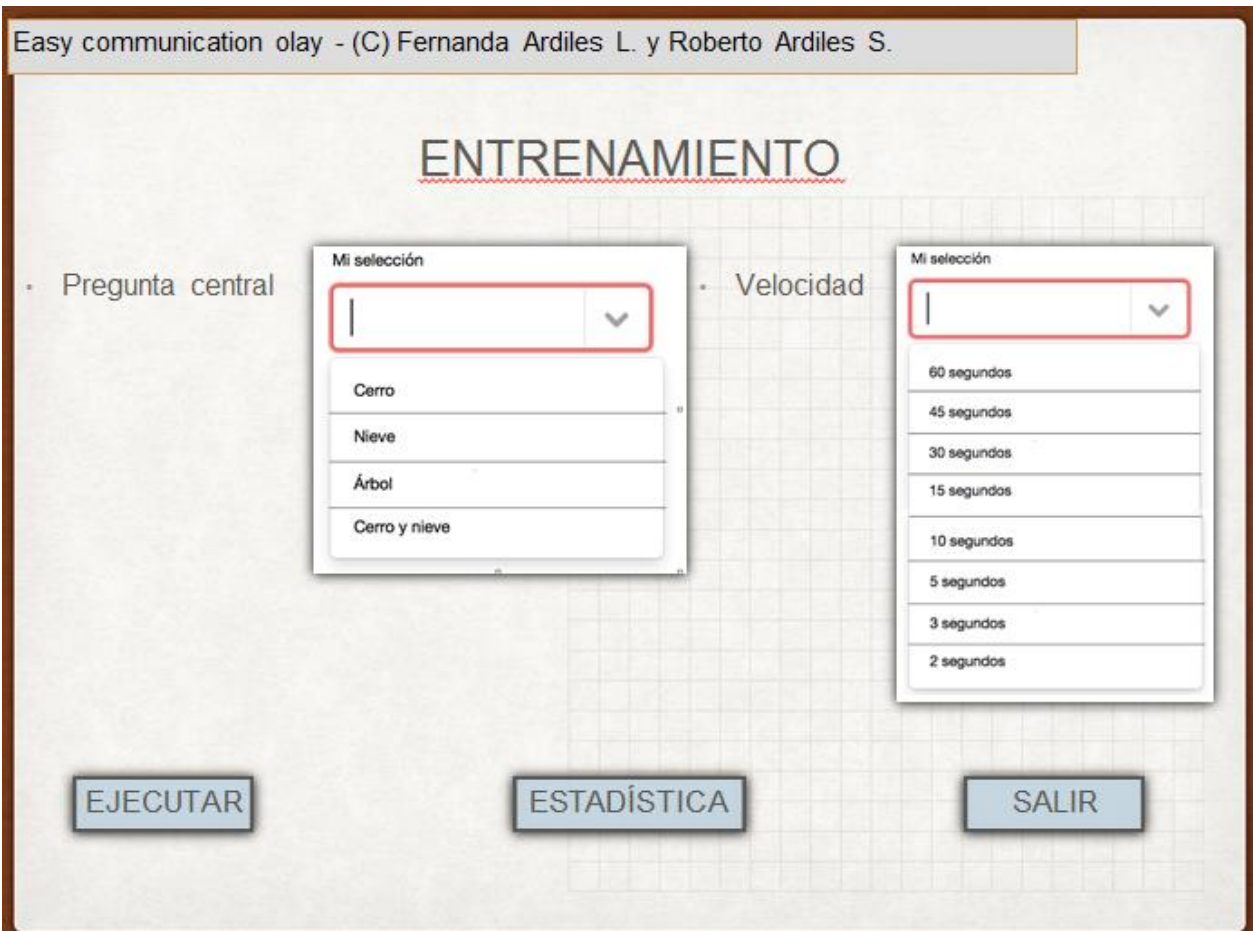 Easy communication olay - (C) Fernanda Ardiles L. y Roberto Ardiles S.
ENTRENAMIENTO
Pregunta central
Mi selección
Cerro
Nieve
Árbol
Cerro y nieve
Velocidad
Mi selección
60 segundos
45 segundos
30 segundos
15 segundos
10 segundos
5 segundos
3 segundos
2 segundos
EJECUTAR
ESTADÍSTICA
SALIR